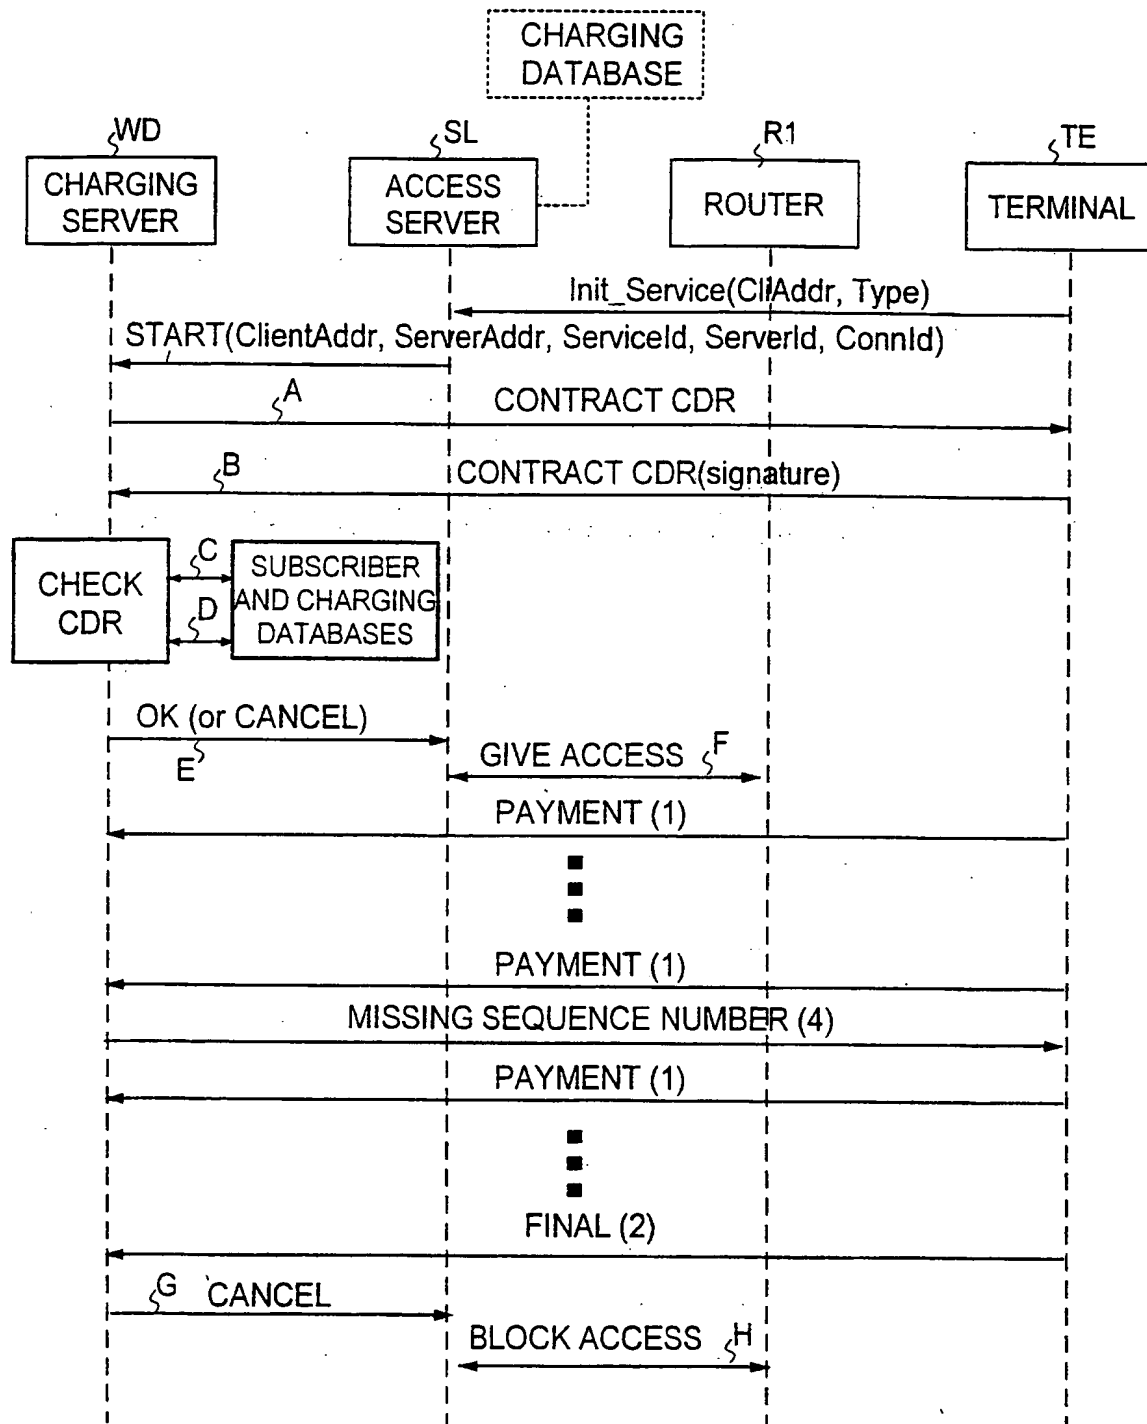 CHARGING
DATABASE
WD
SL
R1
TE
CHARGING
SERVER
ACCESS
SERVER
ROUTER
TERMINAL
Init_Service(CliAddr, Type)
START(ClientAddr, ServerAddr, ServiceId, ServerId, ConnId)
A
CONTRACT CDR
B
CONTRACT CDR(signature)
CHECK
CDR
C
D
SUBSCRIBER
AND CHARGING
DATABASES
OK (or CANCEL)
E
GIVE ACCESS F
PAYMENT (1)
PAYMENT (1)
MISSING SEQUENCE NUMBER (4)
PAYMENT (1)
FINAL (2)
G CANCEL
BLOCK ACCESS H